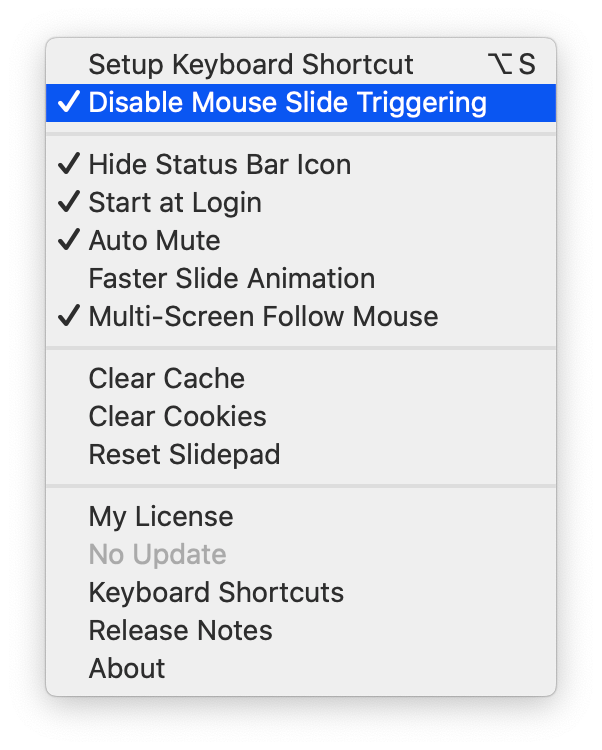 Setup Keyboard Shortcut ⌥ S
✓ Disable Mouse Slide Triggering
✓ Hide Status Bar Icon
✓ Start at Login
✓ Auto Mute
Faster Slide Animation
✓ Multi-Screen Follow Mouse
Clear Cache
Clear Cookies
Reset Slidepad
My License
No Update
Keyboard Shortcuts
Release Notes
About